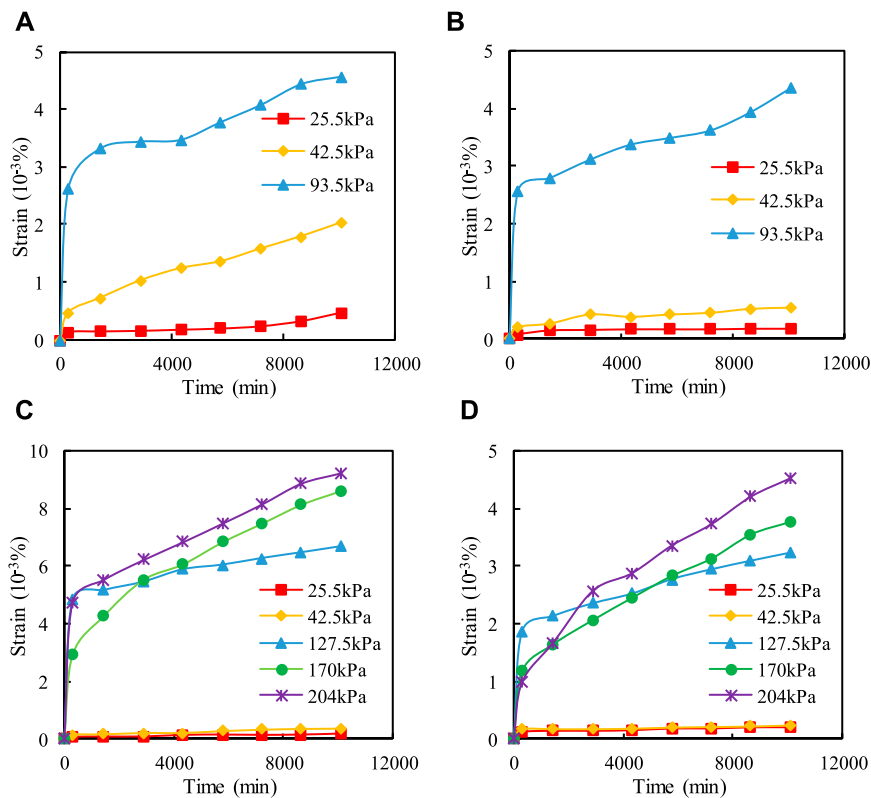 A
5
4
3
2
1
0
0
4000
8000
12000
Strain (10-3%)
Time (min)
25.5kPa
42.5kPa
93.5kPa
B
5
4
3
2
1
0
0
4000
8000
12000
Strain (10-3%)
Time (min)
25.5kPa
42.5kPa
93.5kPa
C
10
8
6
4
2
0
0
4000
8000
12000
Strain (10-3%)
Time (min)
25.5kPa
42.5kPa
127.5kPa
170kPa
204kPa
D
5
4
3
2
1
0
0
4000
8000
12000
Strain (10-3%)
Time (min)
25.5kPa
42.5kPa
127.5kPa
170kPa
204kPa